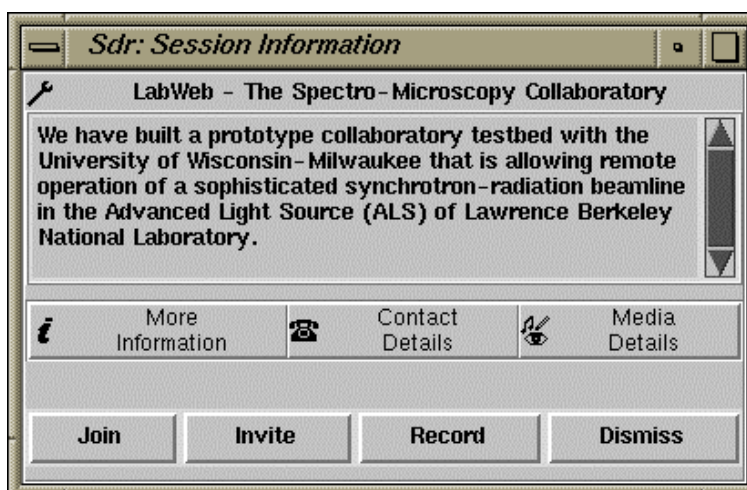 Sdr: Session Information
LabWeb - The Spectro-Microscopy Collaboratory
We have built a prototype collaboratory testbed with the
University of Wisconsin-Milwaukee that is allowing remote
operation of a sophisticated synchrotron-radiation beamline
in the Advanced Light Source (ALS) of Lawrence Berkeley
National Laboratory.
More Information
Contact Details
Media Details
Join Invite Record Dismiss